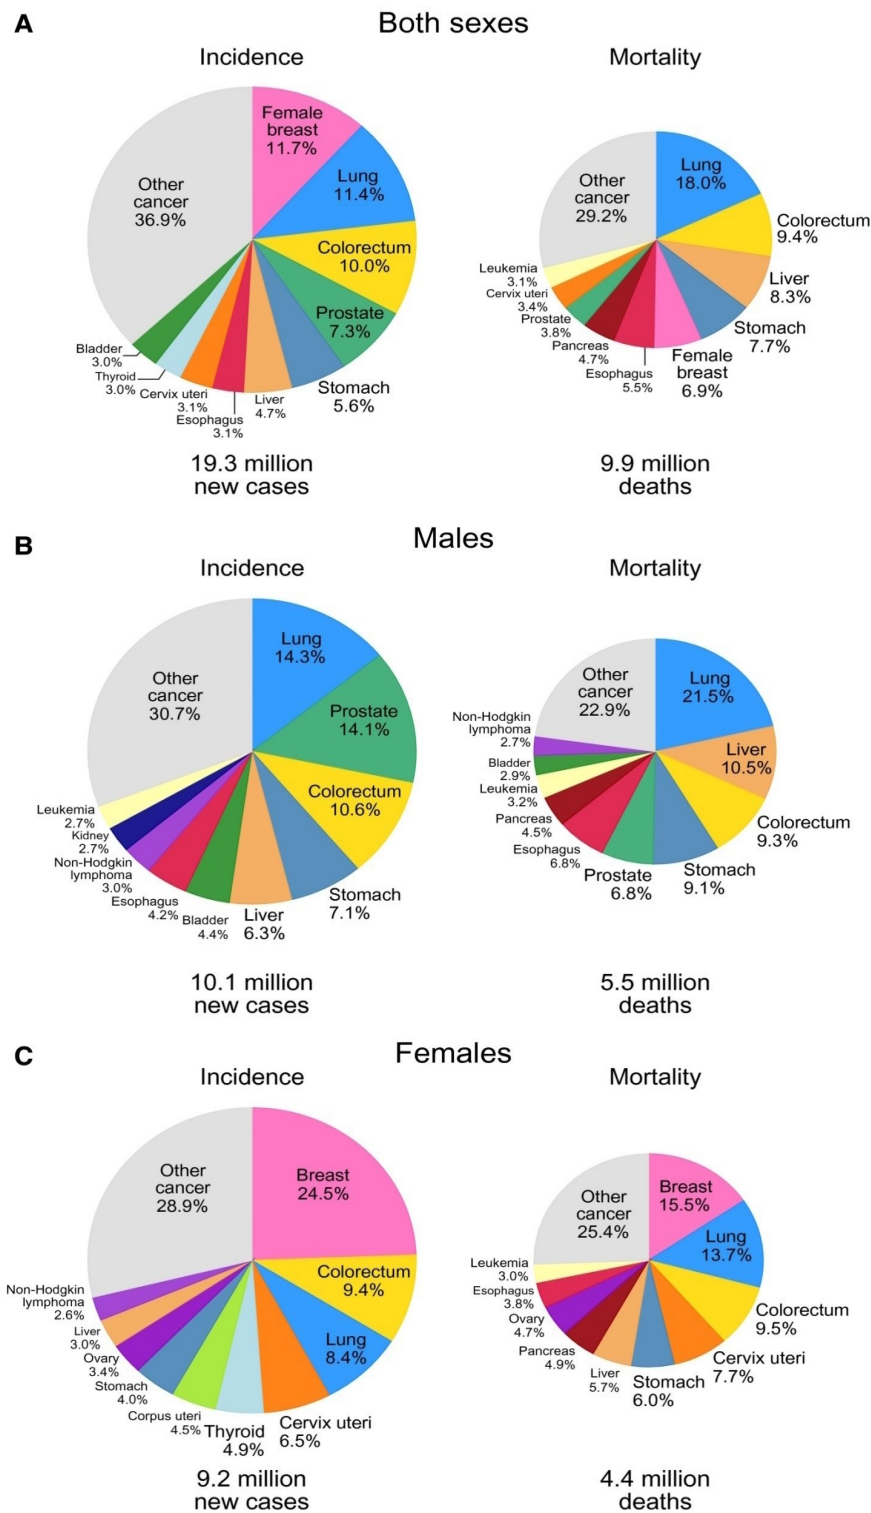 A
Both sexes
Incidence
Female
breast
11.7%
Lung
11.4%
Colorectum
10.0%
Prostate
7.3%
Stomach
5.6%
Liver
4.7%
Esophagus
3.1%
Cervix uteri
3.1%
Thyroid
3.0%
Bladder
3.0%
Other
cancer
36.9%
19.3 million
new cases
Mortality
Lung
18.0%
Colorectum
9.4%
Liver
8.3%
Stomach
7.7%
Female
breast
6.9%
Esophagus
5.5%
Pancreas
4.7%
Prostate
3.8%
Cervix uteri
3.4%
Leukemia
3.1%
Other
cancer
29.2%
9.9 million
deaths
B
Males
Incidence
Lung
14.3%
Prostate
14.1%
Colorectum
10.6%
Stomach
7.1%
Liver
6.3%
Bladder
4.4%
Esophagus
4.2%
Non-Hodgkin
lymphoma
3.0%
Kidney
2.7%
Leukemia
2.7%
Other
cancer
30.7%
10.1 million
new cases
Mortality
Lung
21.5%
Liver
10.5%
Colorectum
9.3%
Stomach
9.1%
Prostate
6.8%
Esophagus
6.8%
Pancreas
4.5%
Leukemia
3.2%
Bladder
2.9%
Non-Hodgkin
lymphoma
2.7%
Other
cancer
22.9%
5.5 million
deaths
C
Females
Incidence
Breast
24.5%
Colorectum
9.4%
Lung
8.4%
Cervix uteri
6.5%
Thyroid
4.9%
Corpus uteri
4.5%
Stomach
4.0%
Ovary
3.4%
Liver
3.0%
Non-Hodgkin
lymphoma
2.6%
Other
cancer
28.9%
9.2 million
new cases
Mortality
Breast
15.5%
Lung
13.7%
Colorectum
9.5%
Cervix uteri
7.7%
Stomach
6.0%
Liver
5.7%
Pancreas
4.9%
Ovary
4.7%
Esophagus
3.8%
Leukemia
3.0%
Other
cancer
25.4%
4.4 million
deaths